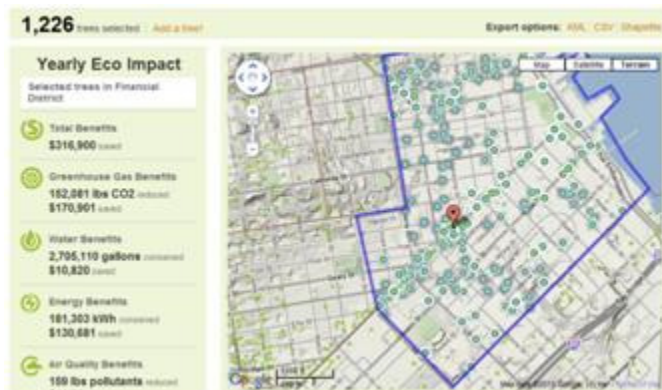 1,226 trees selected Add a tree!
Export options: KML CSV Shapefile
Yearly Eco Impact
Selected trees in Financial
District
Total Benefits
$316,900 saved
Greenhouse Gas Benefits
152,081 lbs CO2 reduced
$170,901 saved
Water Benefits
2,705,110 gallons conserved
$10,820 saved
Energy Benefits
181,303 kWh conserved
$130,681 saved
Air Quality Benefits
159 lbs pollutants reduced
Map Satellite Terrain
Google